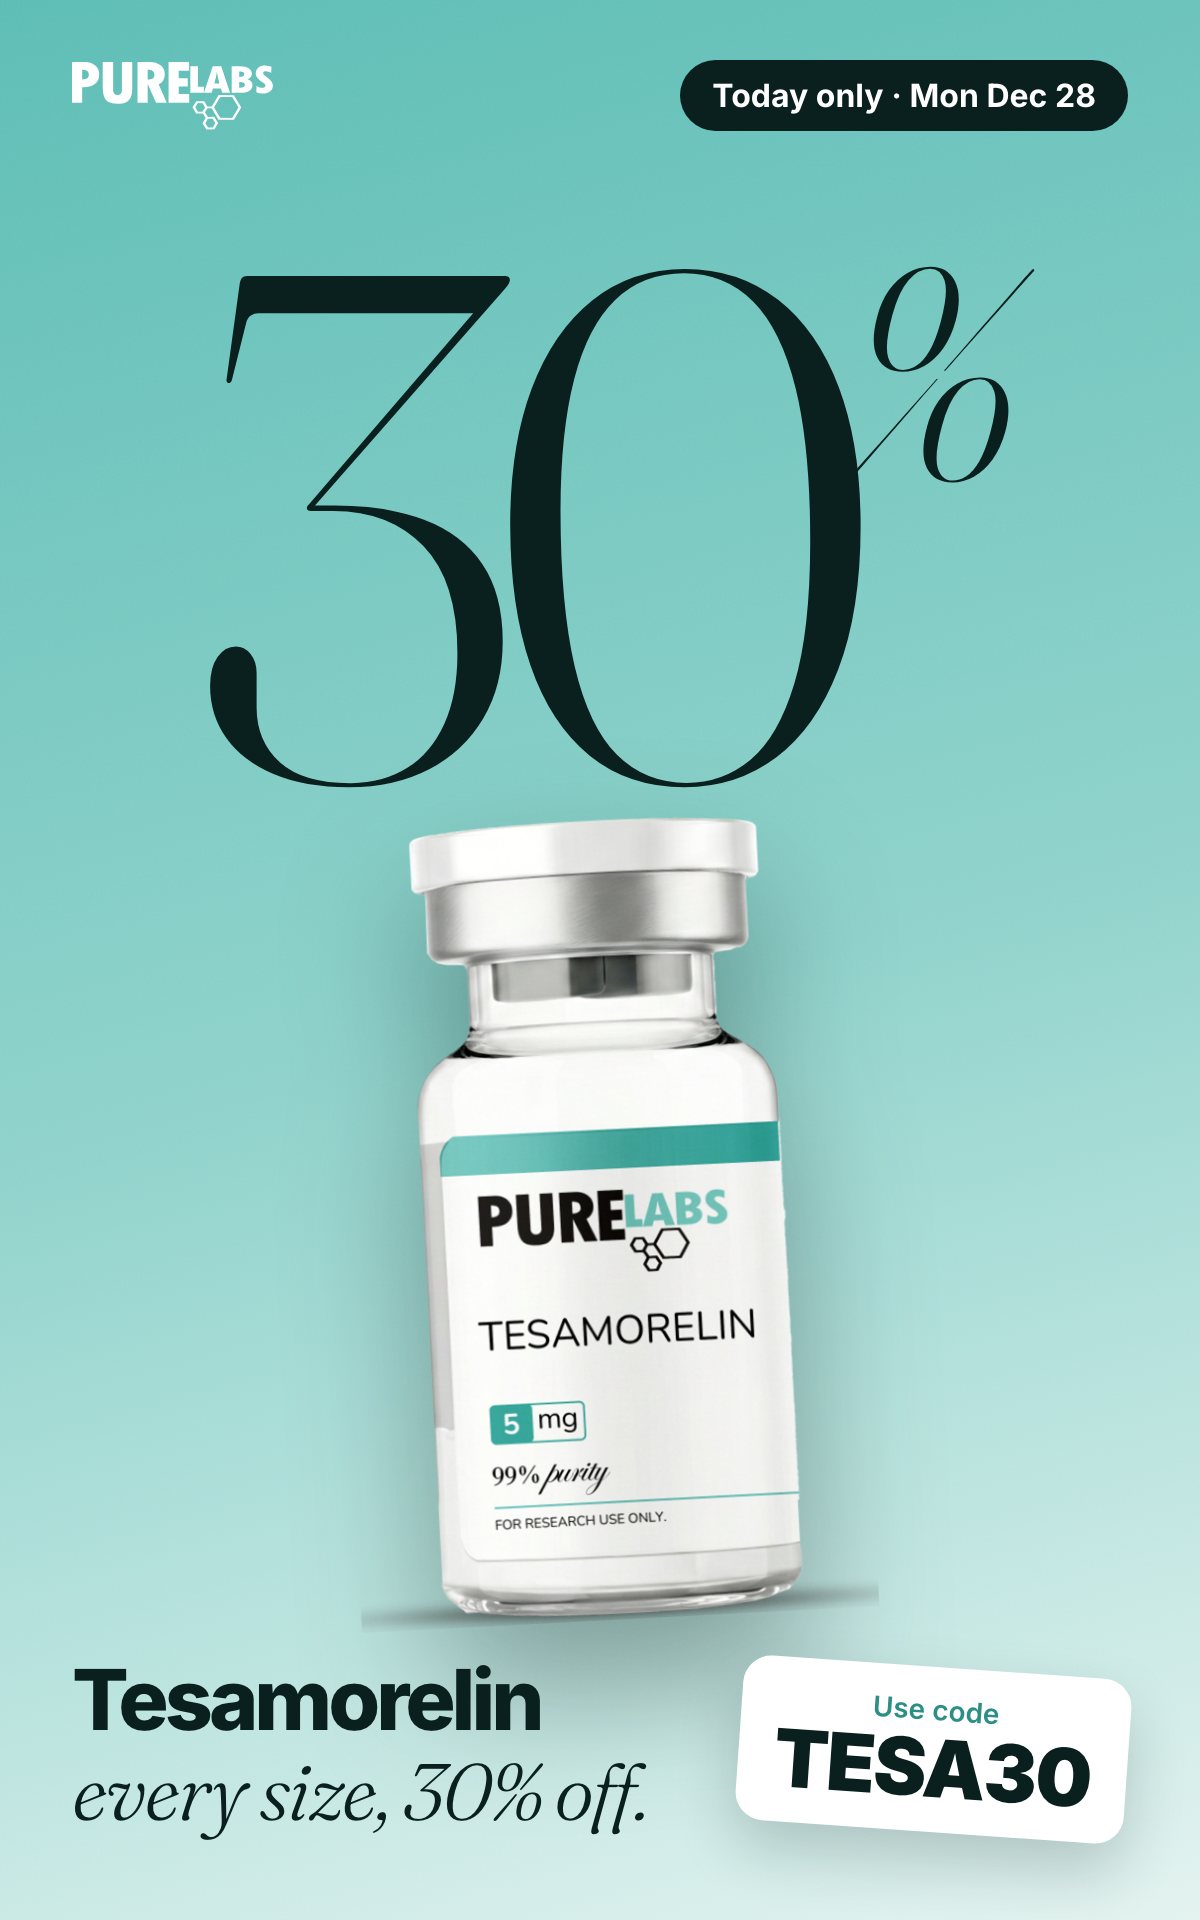 PURELABS
Today only · Mon Dec 28
30%
PURELABS
TESAMORELIN
5 mg
99% purity
FOR RESEARCH USE ONLY.
Tesamorelin
every size, 30% off.
Use code
TESA30